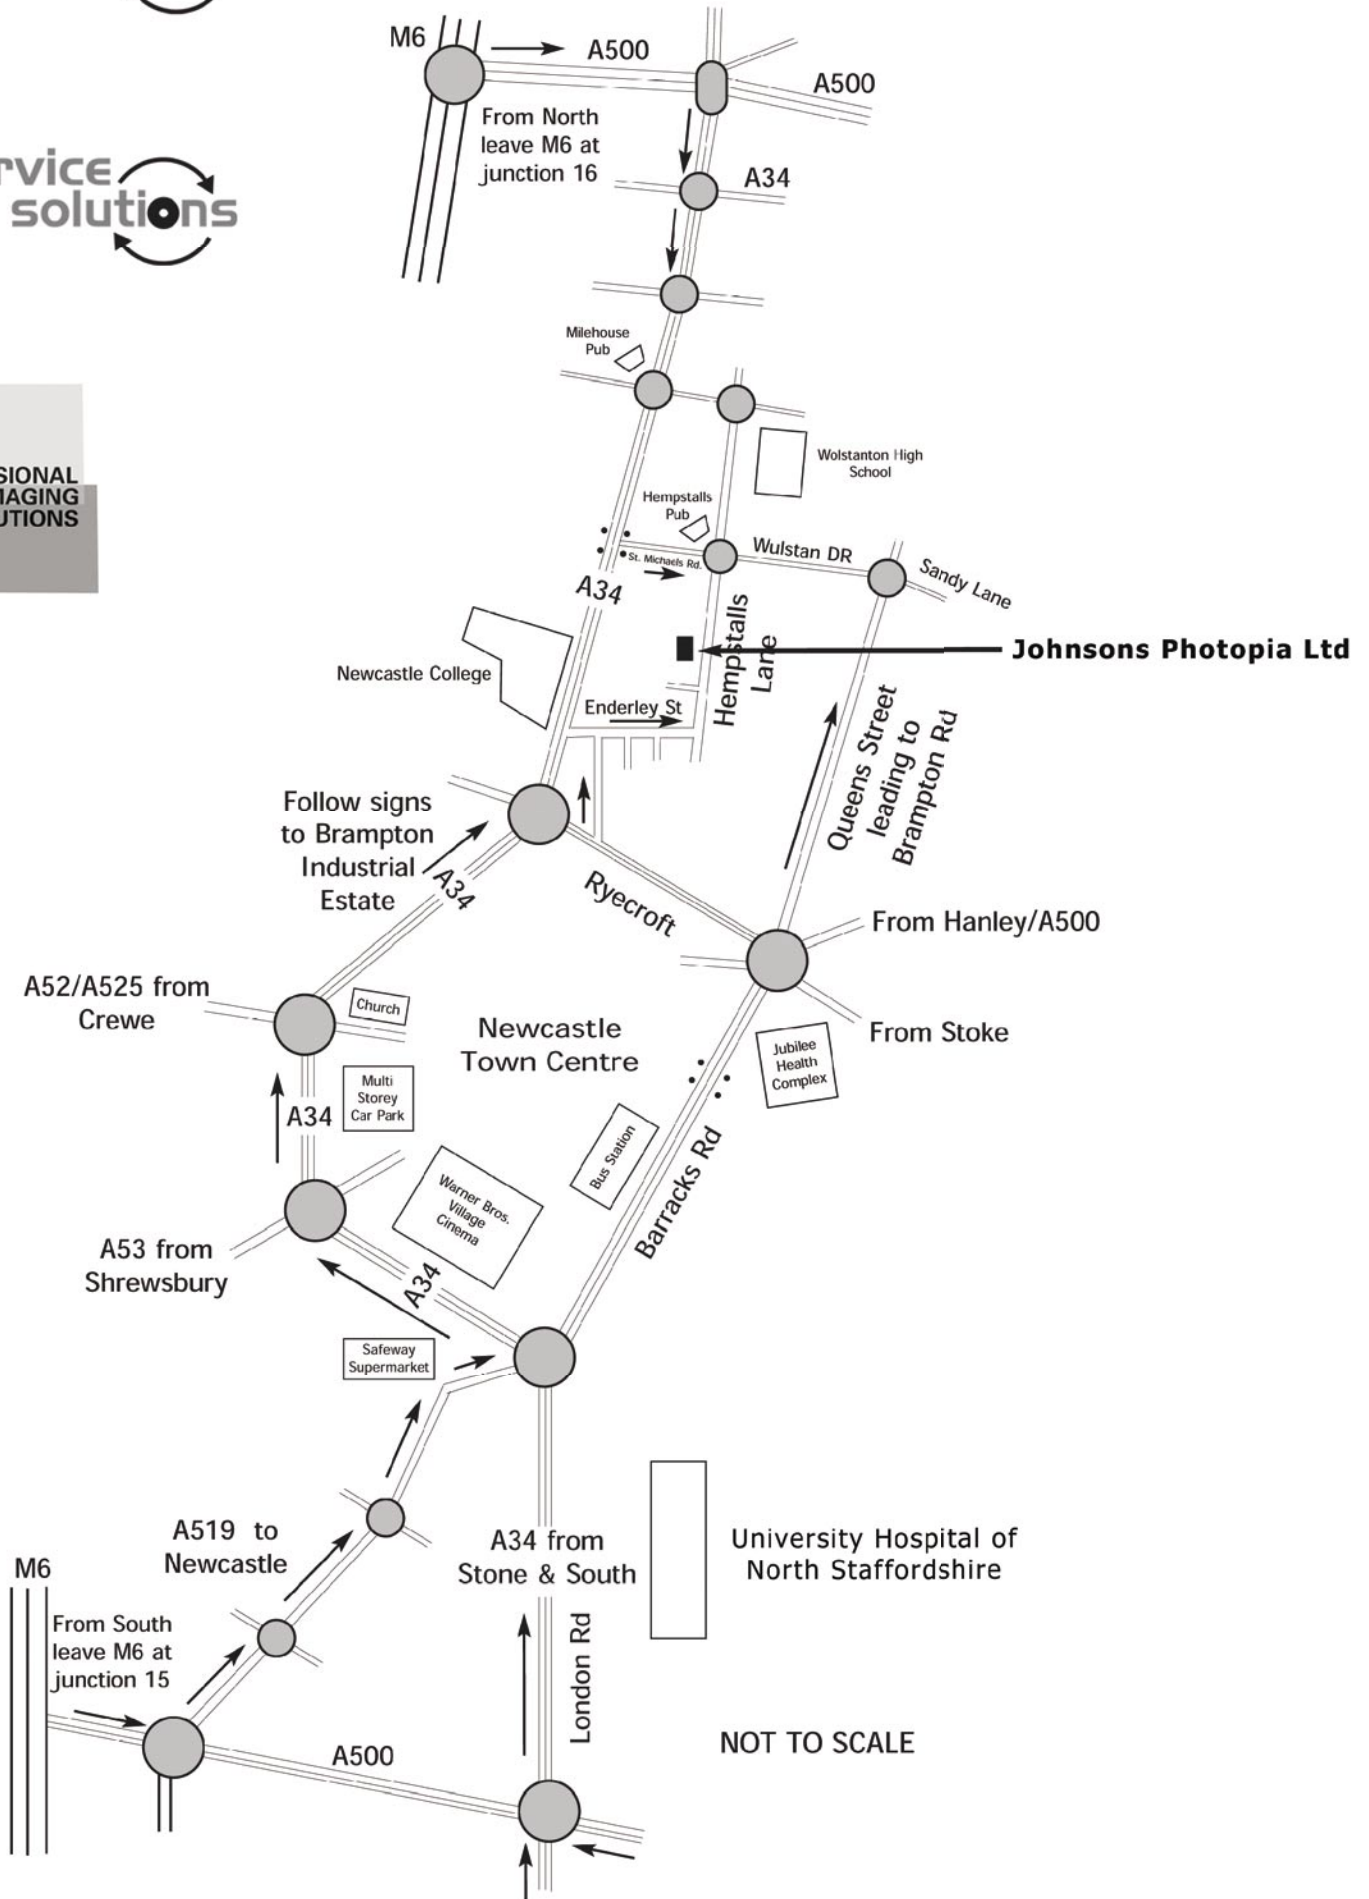 M6
A500
A500
From North
leave M6 at
junction 16
A34
solutions
Milehouse
Pub
Wolstanton High
School
Hempstalls
Pub
St. Michaels Rd.
Wulstan DR
Sandy Lane
A34
Hempstalls
Lane
Johnsons Photopia Ltd
Newcastle College
Enderley St
Queens Street
leading to
Brampton Rd
Follow signs
to Brampton
Industrial
Estate
A34
Ryecroft
From Hanley/A500
A52/A525 from
Crewe
Church
Newcastle
Town Centre
From Stoke
Jubilee
Health
Complex
Multi
Storey
Car Park
A34
Bus Station
Barracks Rd
Warner Bros.
Village
Cinema
A53 from
Shrewsbury
A34
Safeway
Supermarket
A519 to
Newcastle
A34 from
Stone & South
University Hospital of
North Staffordshire
M6
From South
leave M6 at
junction 15
London Rd
A500
NOT TO SCALE